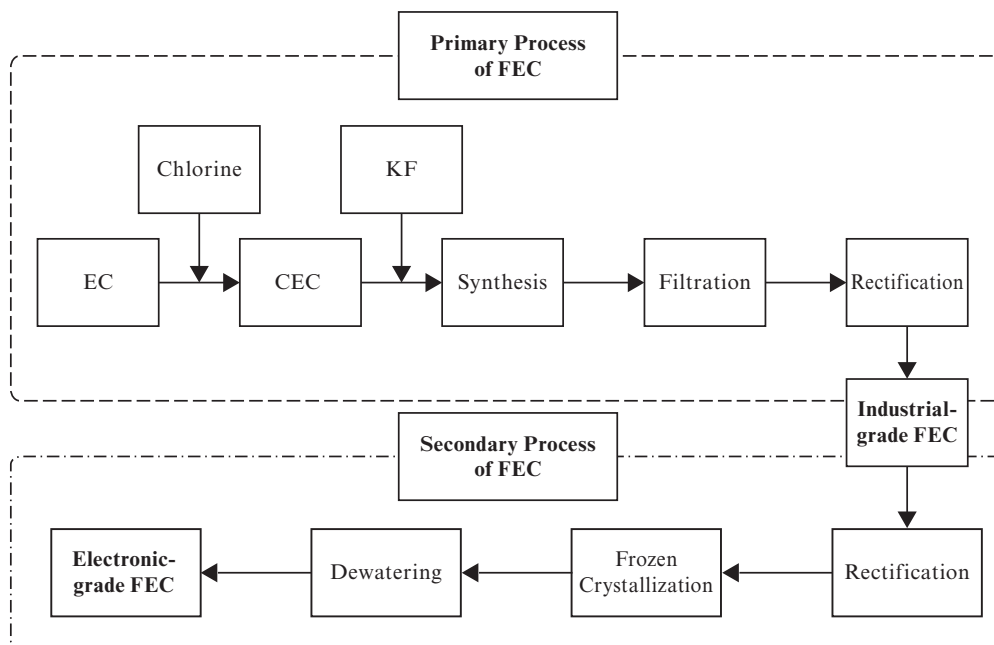 Primary Process
of FEC
Chlorine
KF
EC
CEC
Synthesis
Filtration
Rectification
Industrial-
grade FEC
Secondary Process
of FEC
Electronic-
grade FEC
Dewatering
Frozen
Crystallization
Rectification